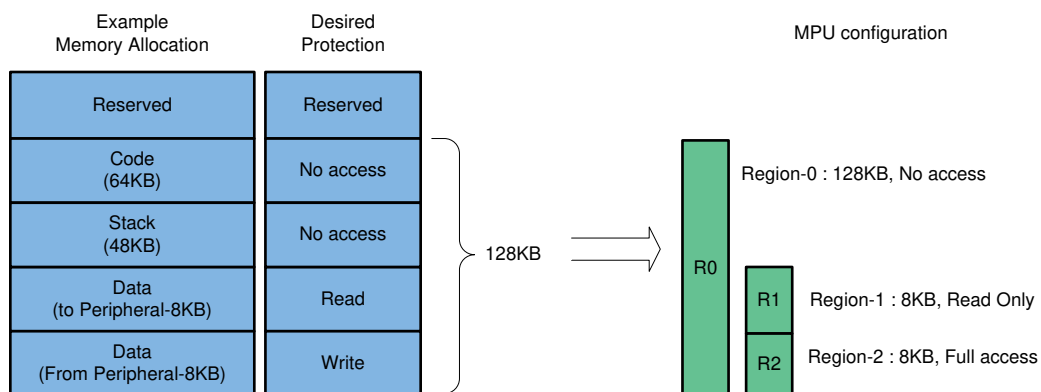 Example
Memory Allocation
Desired
Protection
MPU configuration
Reserved
Reserved
Code
(64KB)
No access
Region-0 : 128KB, No access
Stack
(48KB)
No access
128KB
R0
Data
(to Peripheral-8KB)
Read
R1
Region-1 : 8KB, Read Only
Data
(From Peripheral-8KB)
Write
R2
Region-2 : 8KB, Full access